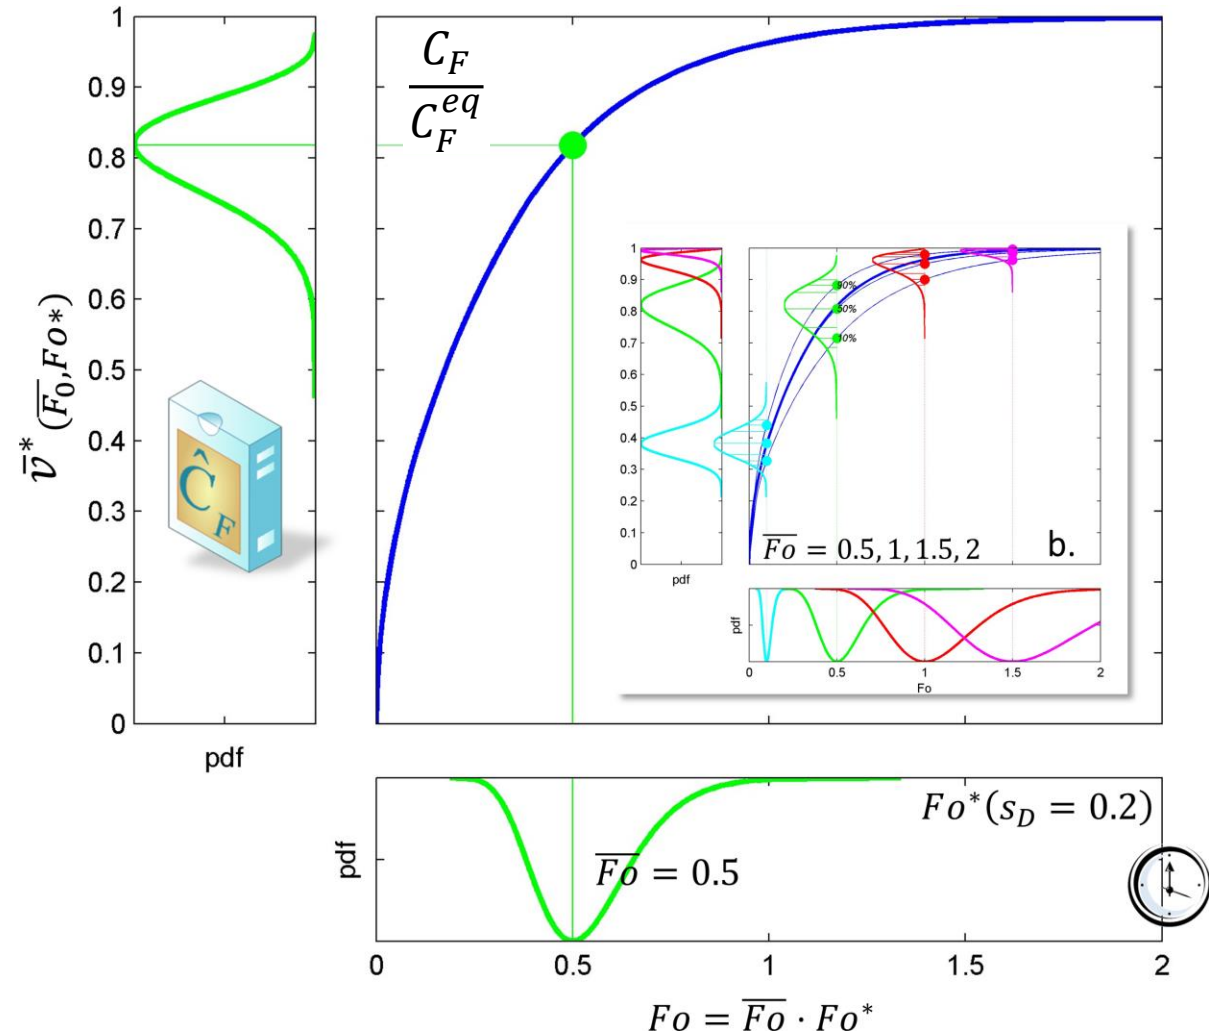 1
0.9
0.8
0.7
0.6
0.5
0.4
0.3
0.2
0.1
0
v̅* (F̅₀,Fo*)
pdf
C_F
C_F^eq
Ĉ
F
1
0.9
0.8
0.7
0.6
0.5
0.4
0.3
0.2
0.1
0
pdf
90%
50%
10%
F̅o̅ = 0.5, 1, 1.5, 2
b.
pdf
0 0.5 1 1.5 2
Fo
pdf
Fo*(s_D = 0.2)
F̅o̅ = 0.5
0 0.5 1 1.5 2
Fo = F̅o̅ · Fo*